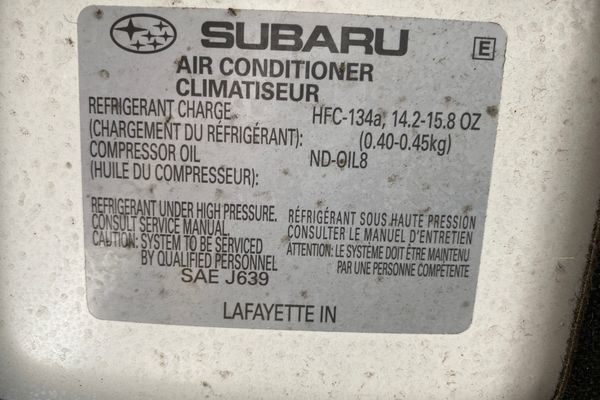 SUBARU
E
AIR CONDITIONER
CLIMATISEUR
REFRIGERANT CHARGE HFC-134a, 14.2-15.8 OZ
(CHARGEMENT DU RÉFRIGÉRANT): (0.40-0.45kg)
COMPRESSOR OIL ND-OIL8
(HUILE DU COMPRESSEUR):
REFRIGERANT UNDER HIGH PRESSURE.
CONSULT SERVICE MANUAL
CAUTION: SYSTEM TO BE SERVICED
BY QUALIFIED PERSONNEL
SAE J639
RÉFRIGÉRANT SOUS HAUTE PRESSION
CONSULTER LE MANUEL D'ENTRETIEN
ATTENTION: LE SYSTÈME DOIT ÊTRE MAINTENU
PAR UNE PERSONNE COMPÉTENTE
LAFAYETTE IN